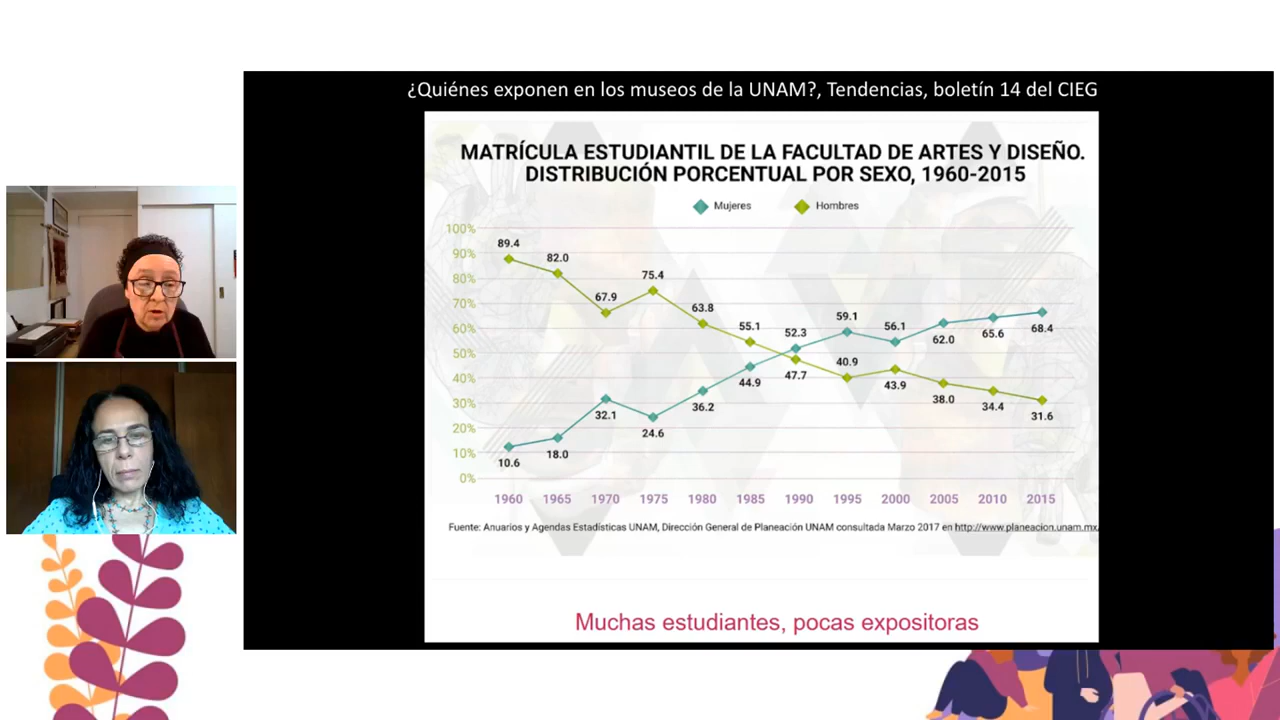 ¿Quiénes exponen en los museos de la UNAM?, Tendencias, boletín 14 del CIEG
MATRÍCULA ESTUDIANTIL DE LA FACULTAD DE ARTES Y DISEÑO.
DISTRIBUCIÓN PORCENTUAL POR SEXO, 1960-2015
Mujeres Hombres
100%
90%
80%
70%
60%
50%
40%
30%
20%
10%
0%
89.4 82.0 67.9 75.4 63.8 55.1 47.7 40.9 43.9 38.0 34.4 31.6
10.6 18.0 32.1 24.6 36.2 44.9 52.3 59.1 56.1 62.0 65.6 68.4
1960 1965 1970 1975 1980 1985 1990 1995 2000 2005 2010 2015
Fuente: Anuarios y Agendas Estadísticas UNAM, Dirección General de Planeación UNAM consultada Marzo 2017 en http://www.planeacion.unam.mx
Muchas estudiantes, pocas expositoras